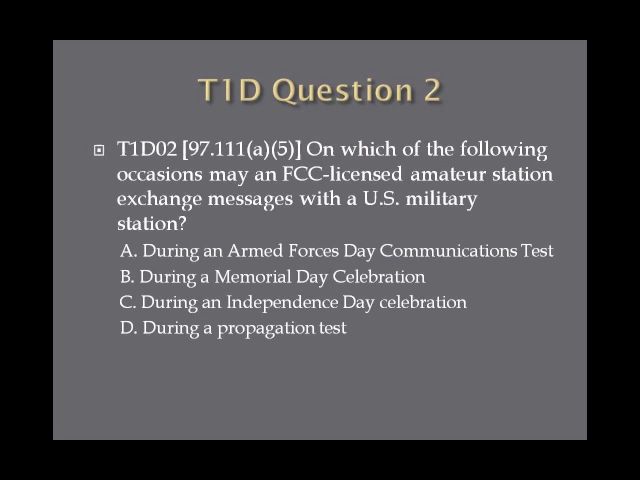 T1D Question 2
T1D02 [97.111(a)(5)] On which of the following
occasions may an FCC-licensed amateur station
exchange messages with a U.S. military
station?
A. During an Armed Forces Day Communications Test
B. During a Memorial Day Celebration
C. During an Independence Day celebration
D. During a propagation test